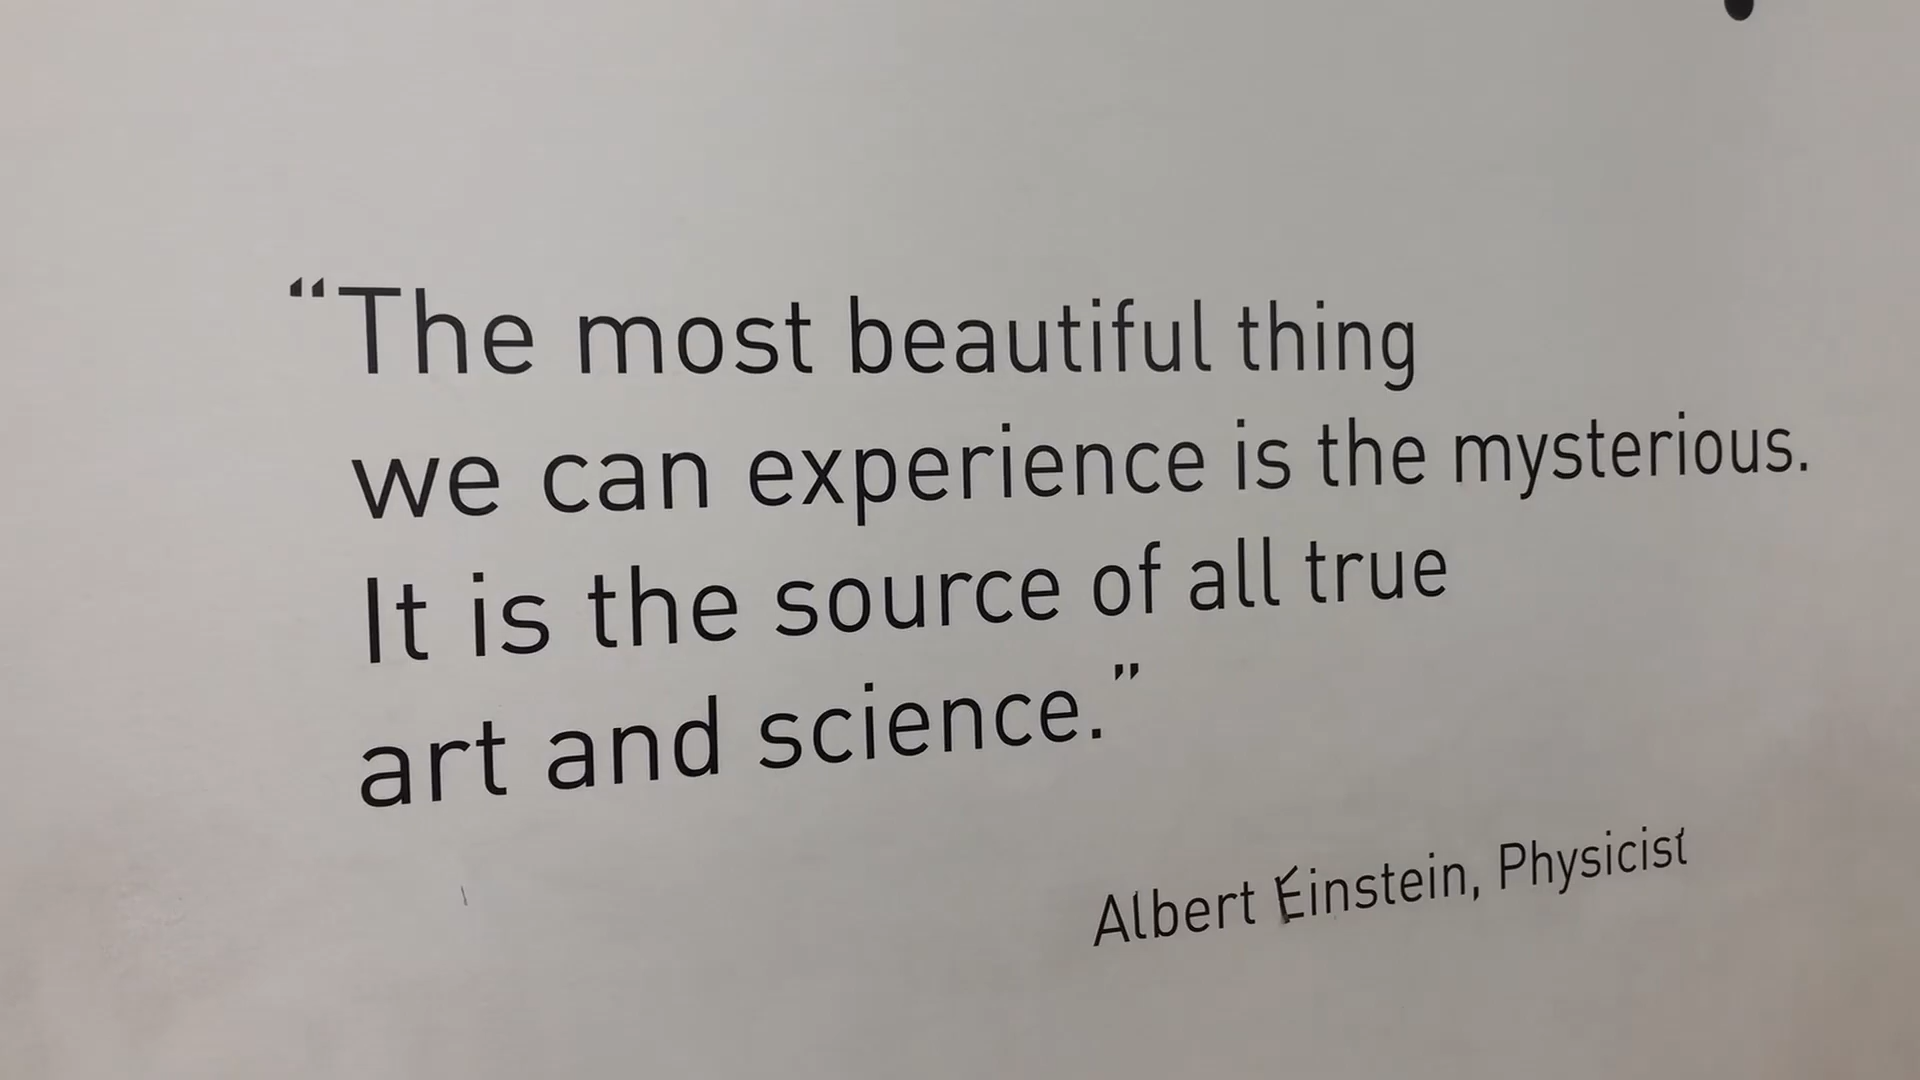 “The most beautiful thing
we can experience is the mysterious.
It is the source of all true
art and science.”
Albert Einstein, Physicist